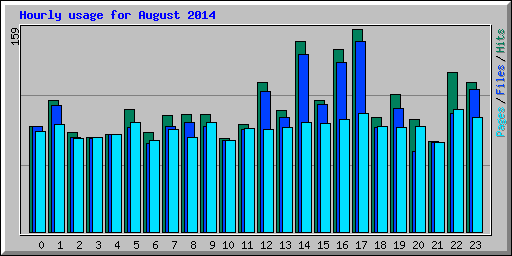 Hourly usage for August 2014
159
Pages/Files/Hits
0 1 2 3 4 5 6 7 8 9 10 11 12 13 14 15 16 17 18 19 20 21 22 23